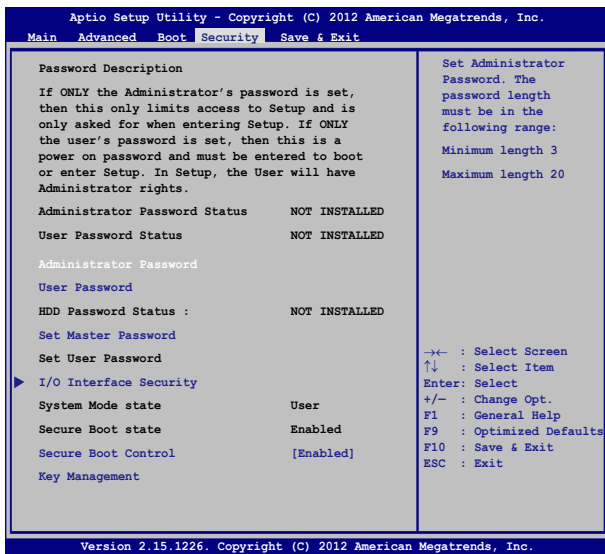 Aptio Setup Utility - Copyright (C) 2012 American Megatrends, Inc.
Main Advanced Boot Security Save & Exit
Password Description
If ONLY the Administrator's password is set,
then this only limits access to Setup and is
only asked for when entering Setup. If ONLY
the user's password is set, then this is a
power on password and must be entered to boot
or enter Setup. In Setup, the User will have
Administrator rights.
Administrator Password Status NOT INSTALLED
User Password Status NOT INSTALLED
Administrator Password
User Password
HDD Password Status : NOT INSTALLED
Set Master Password
Set User Password
I/O Interface Security
System Mode state User
Secure Boot state Enabled
Secure Boot Control [Enabled]
Key Management
Set Administrator
Password. The
password length
must be in the
following range:
Minimum length 3
Maximum length 20
→← : Select Screen
↑↓ : Select Item
Enter: Select
+/— : Change Opt.
F1 : General Help
F9 : Optimized Defaults
F10 : Save & Exit
ESC : Exit
Version 2.15.1226. Copyright (C) 2012 American Megatrends, Inc.